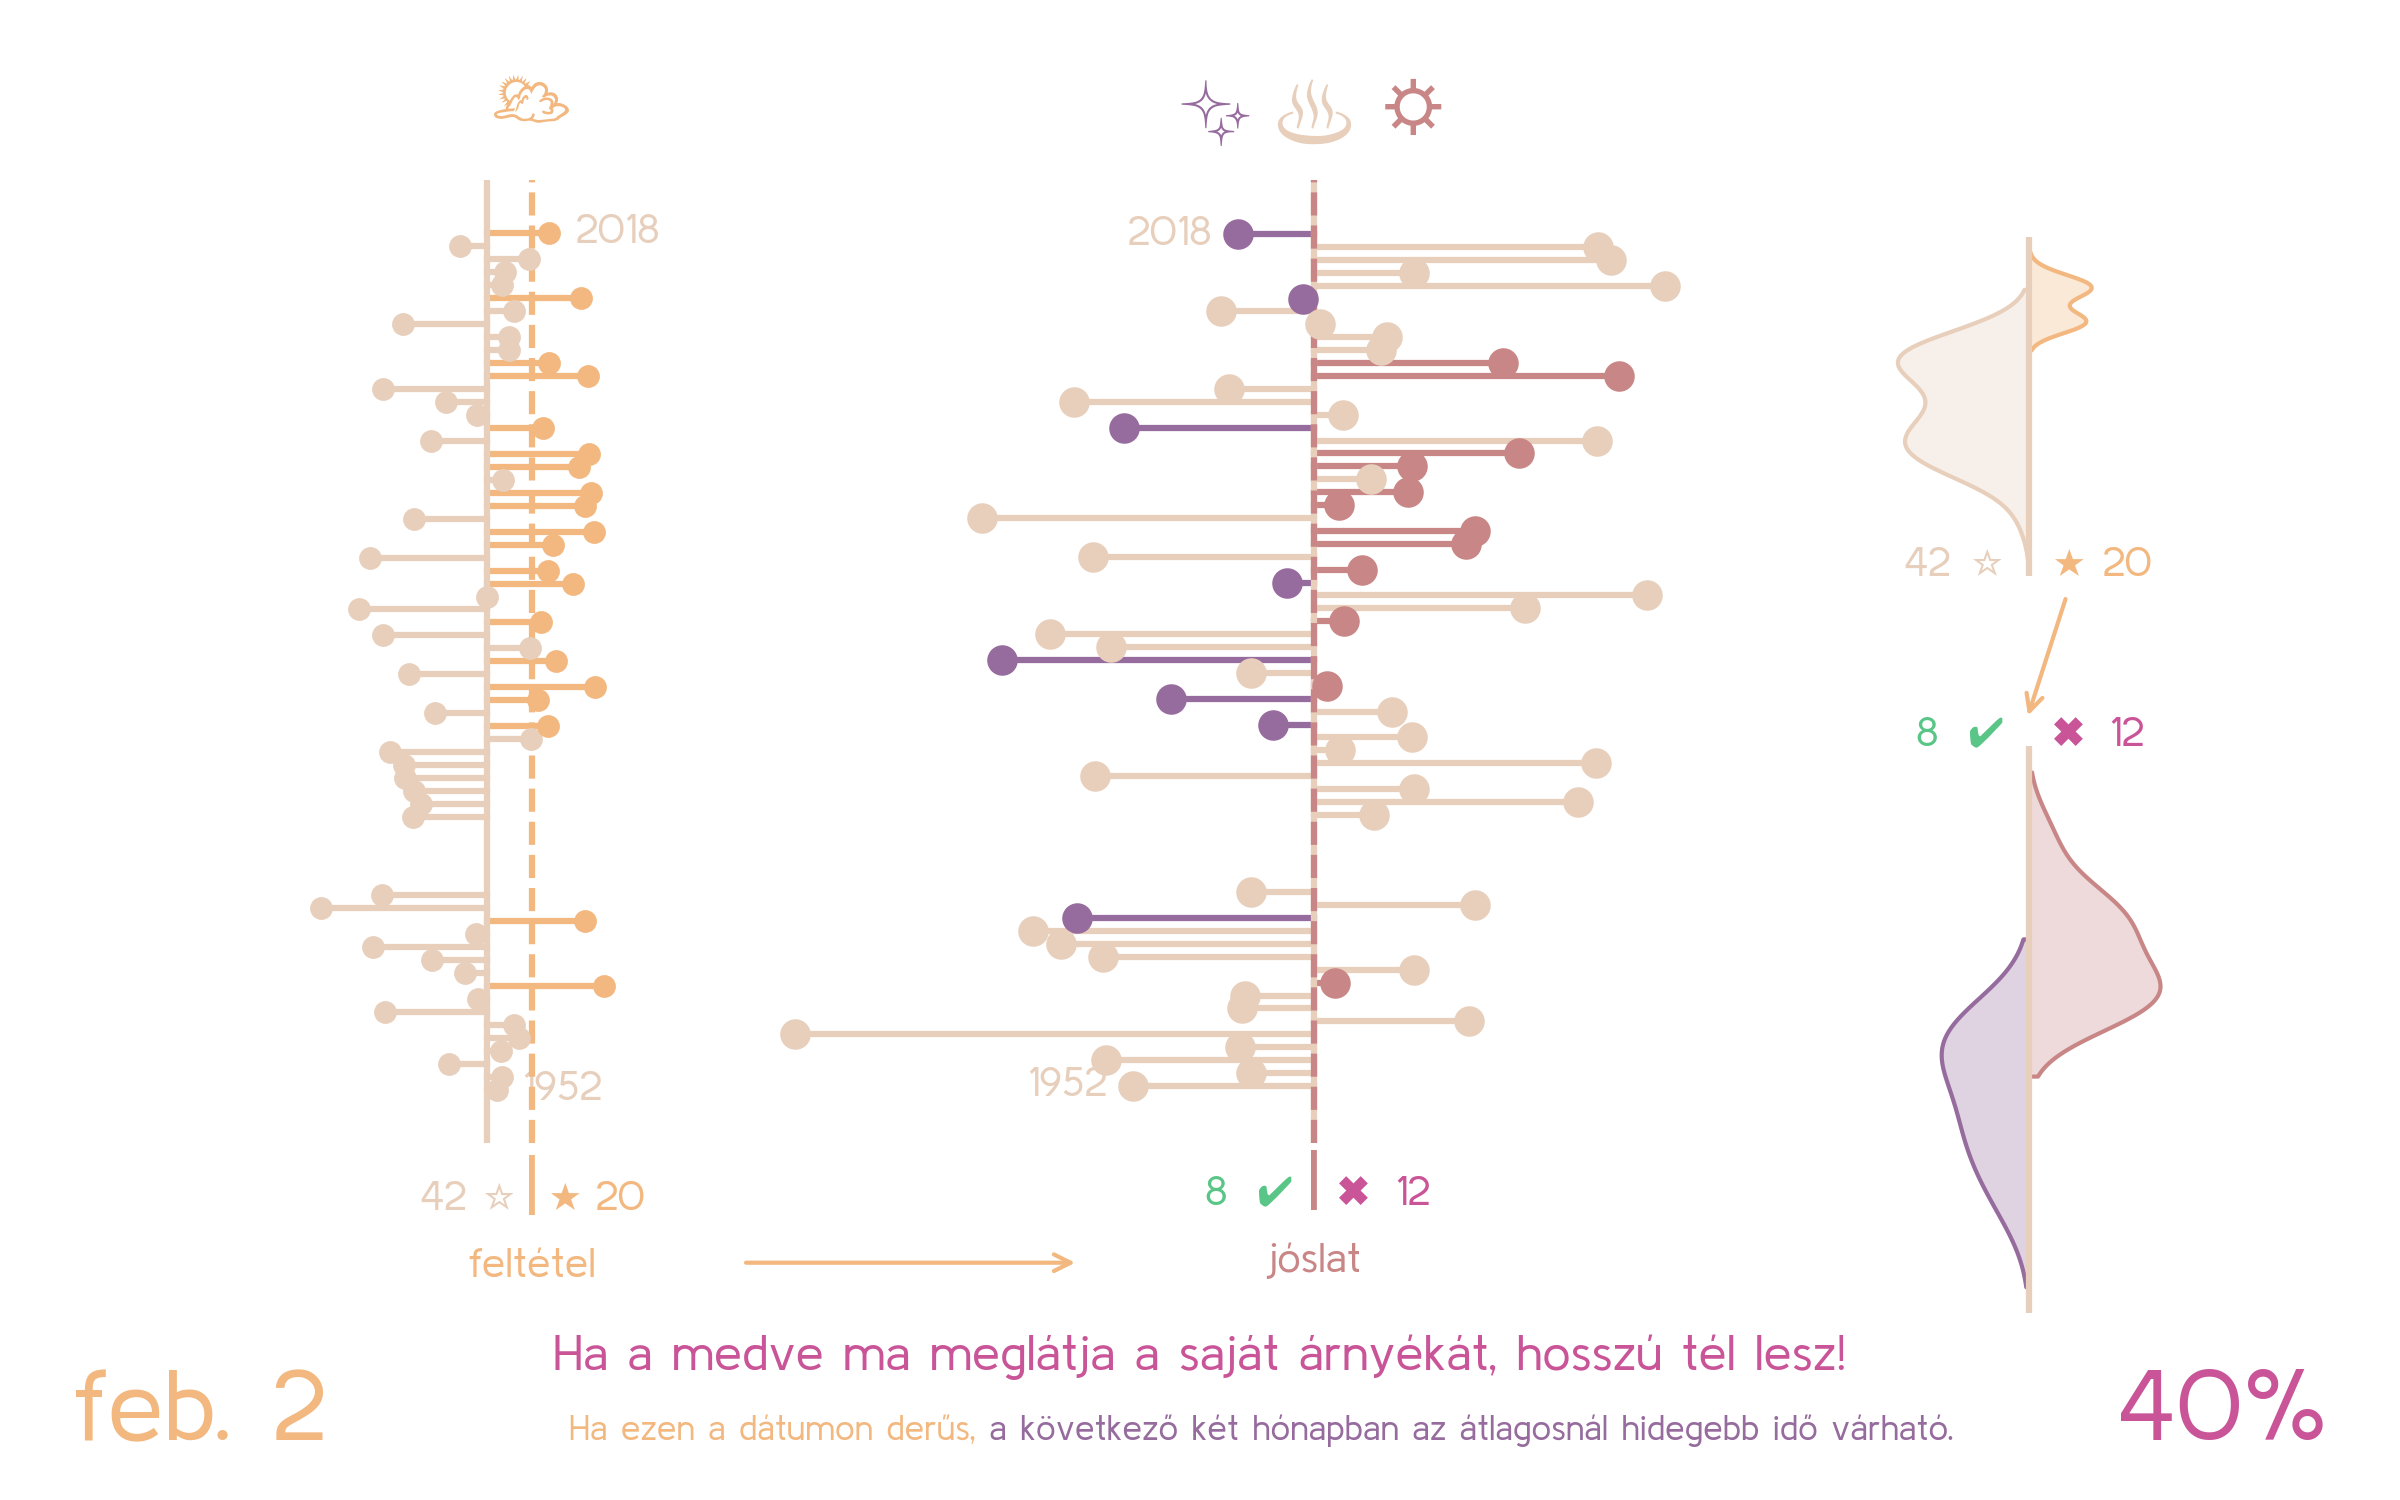 2018
2018
1952
1952
42 ☆ ★ 20
8 ✔ ✖ 12
42 ☆ ★ 20
8 ✔ ✖ 12
feltétel
jóslat
Ha a medve ma meglátja a saját árnyékát, hosszú tél lesz!
feb. 2
40%
Ha ezen a dátumon derűs, a következő két hónapban az átlagosnál hidegebb idő várható.